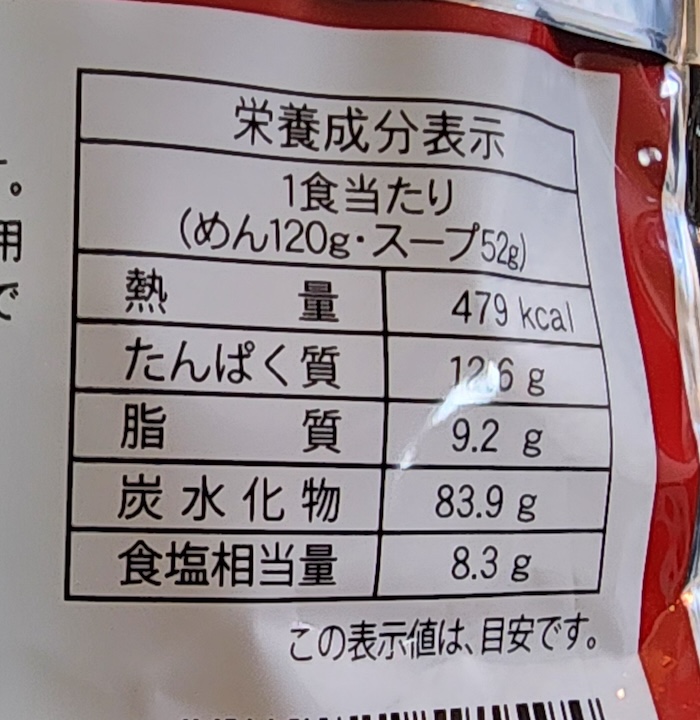 栄養成分表示
1食当たり
(めん120g・スープ52g)
熱量 479 kcal
たんぱく質 12.6 g
脂質 9.2 g
炭水化物 83.9 g
食塩相当量 8.3 g
この表示値は、目安です。
。
用
で